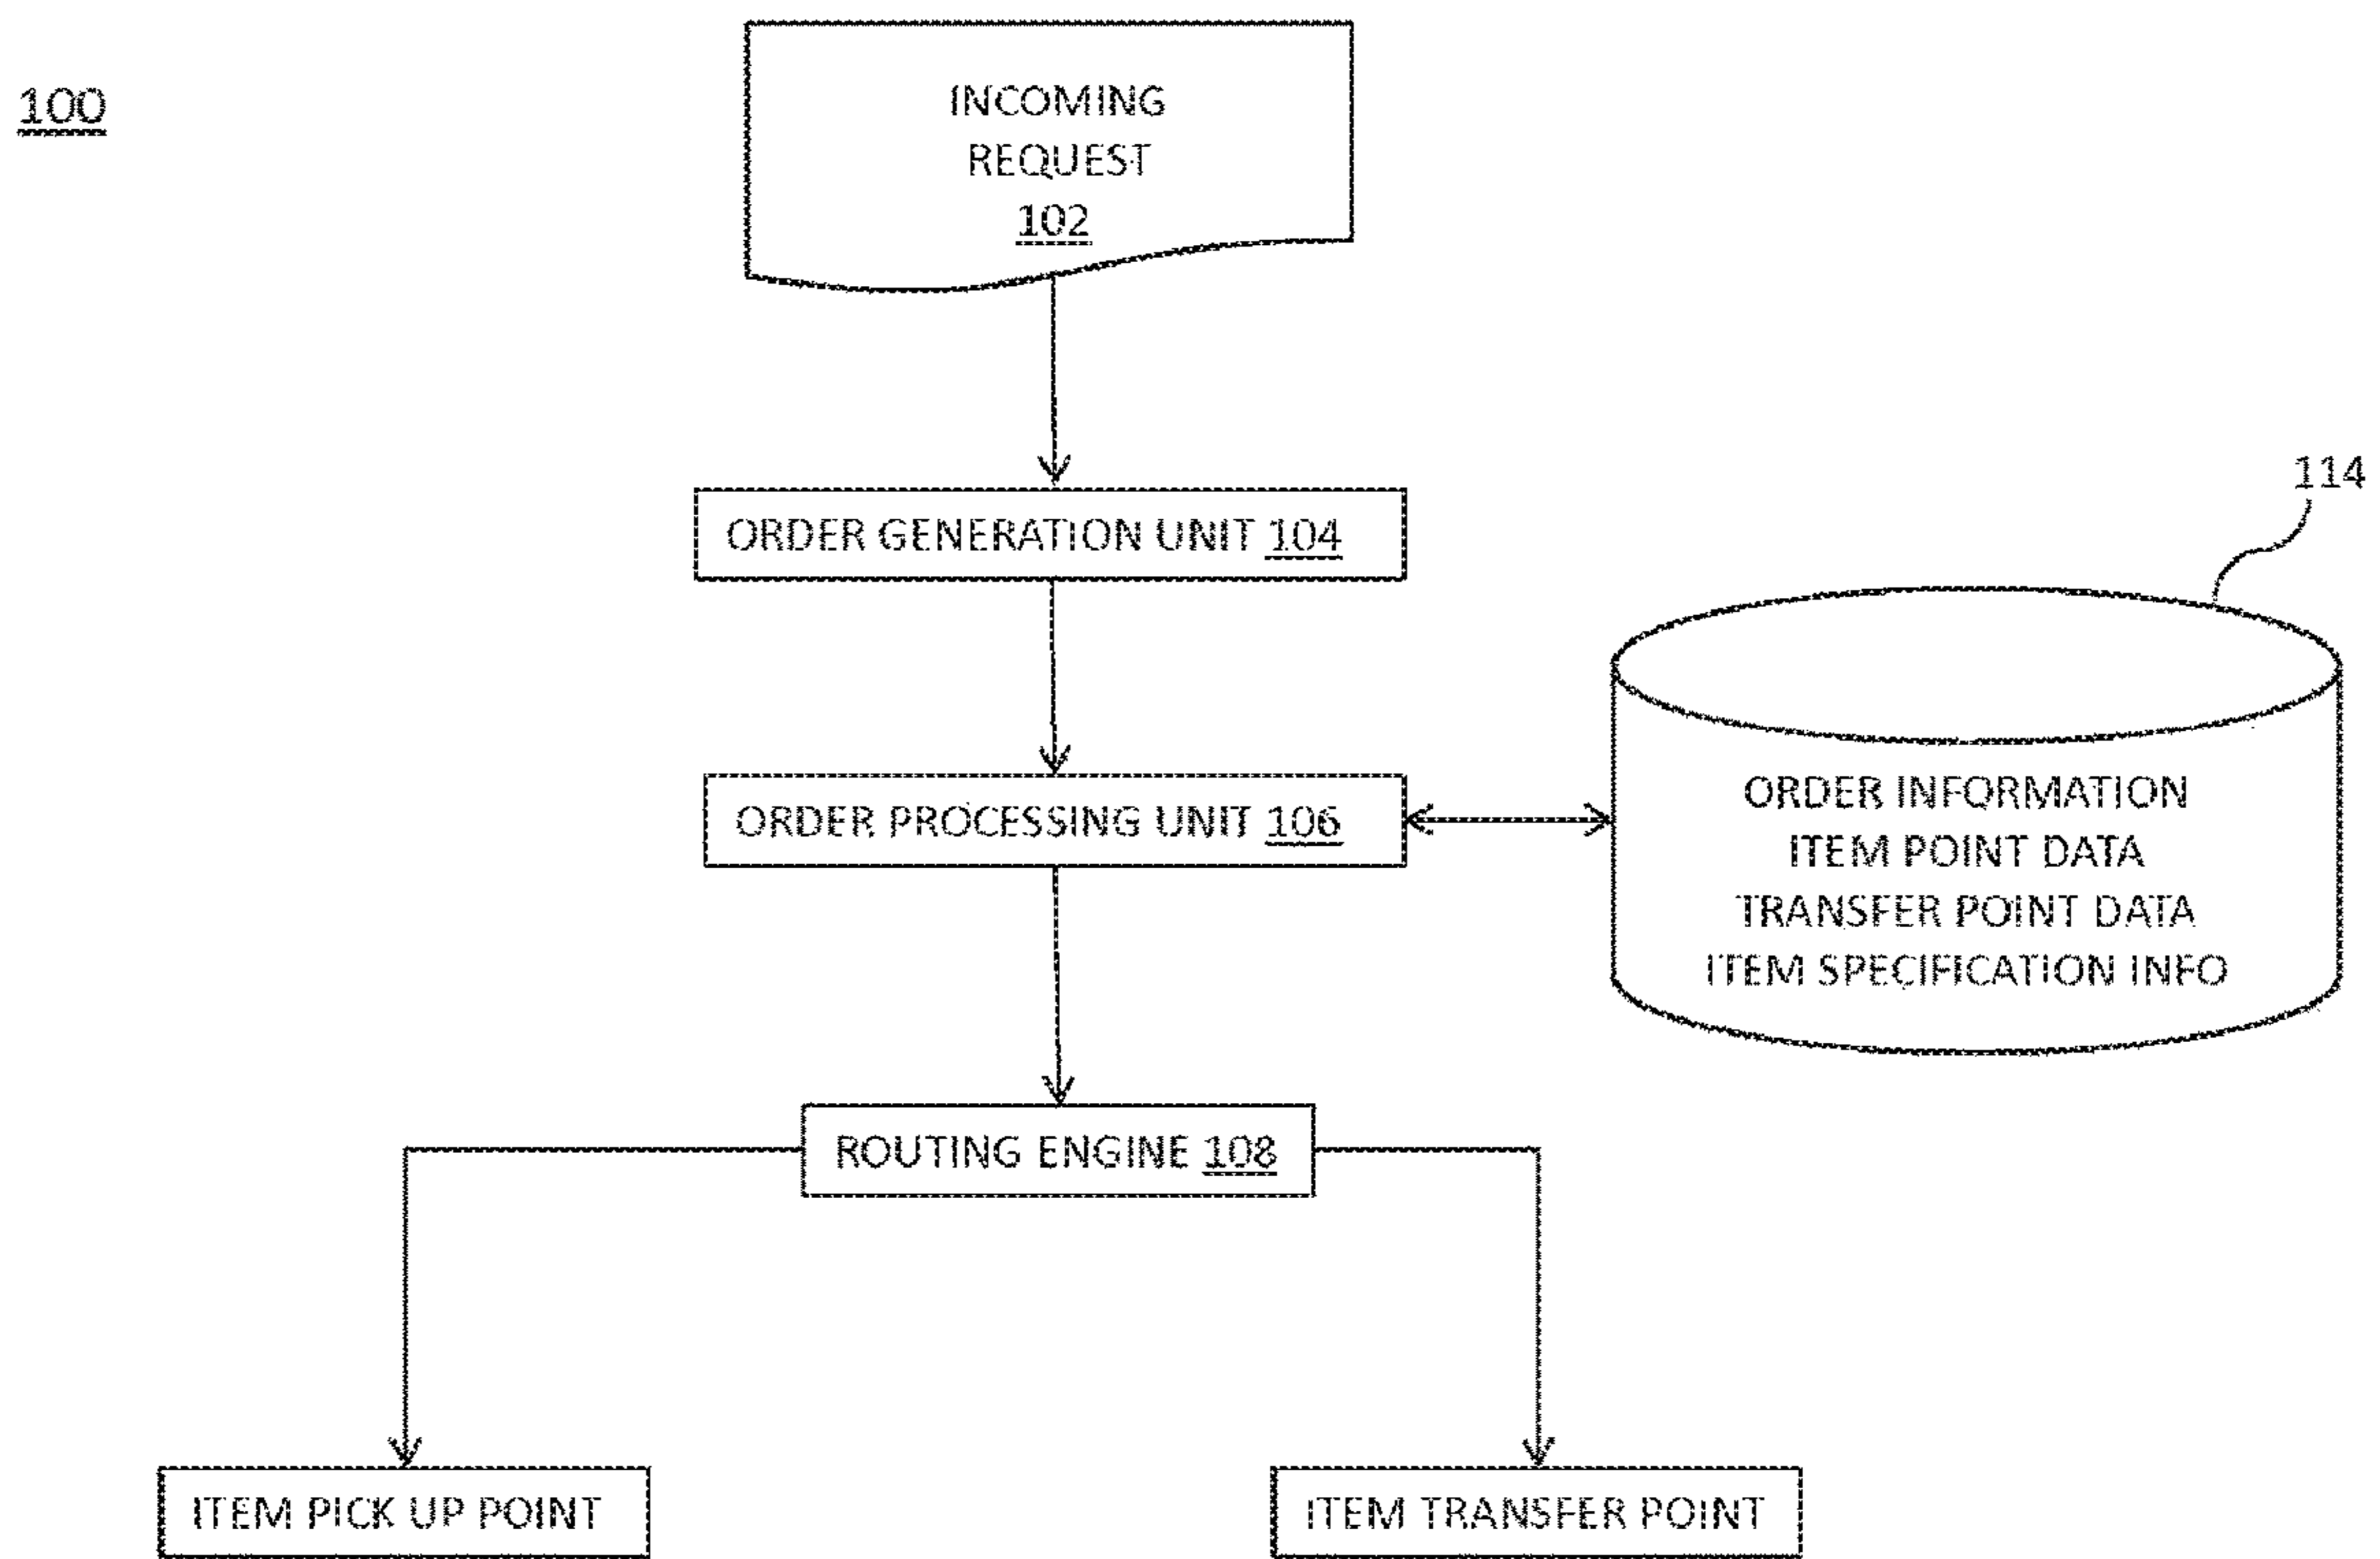 100
INCOMING
REQUEST
102
ORDER GENERATION UNIT 104
114
ORDER PROCESSING UNIT 106
ORDER INFORMATION
ITEM POINT DATA
TRANSFER POINT DATA
ITEM SPECIFICATION INFO
ROUTING ENGINE 108
ITEM PICK UP POINT
ITEM TRANSFER POINT